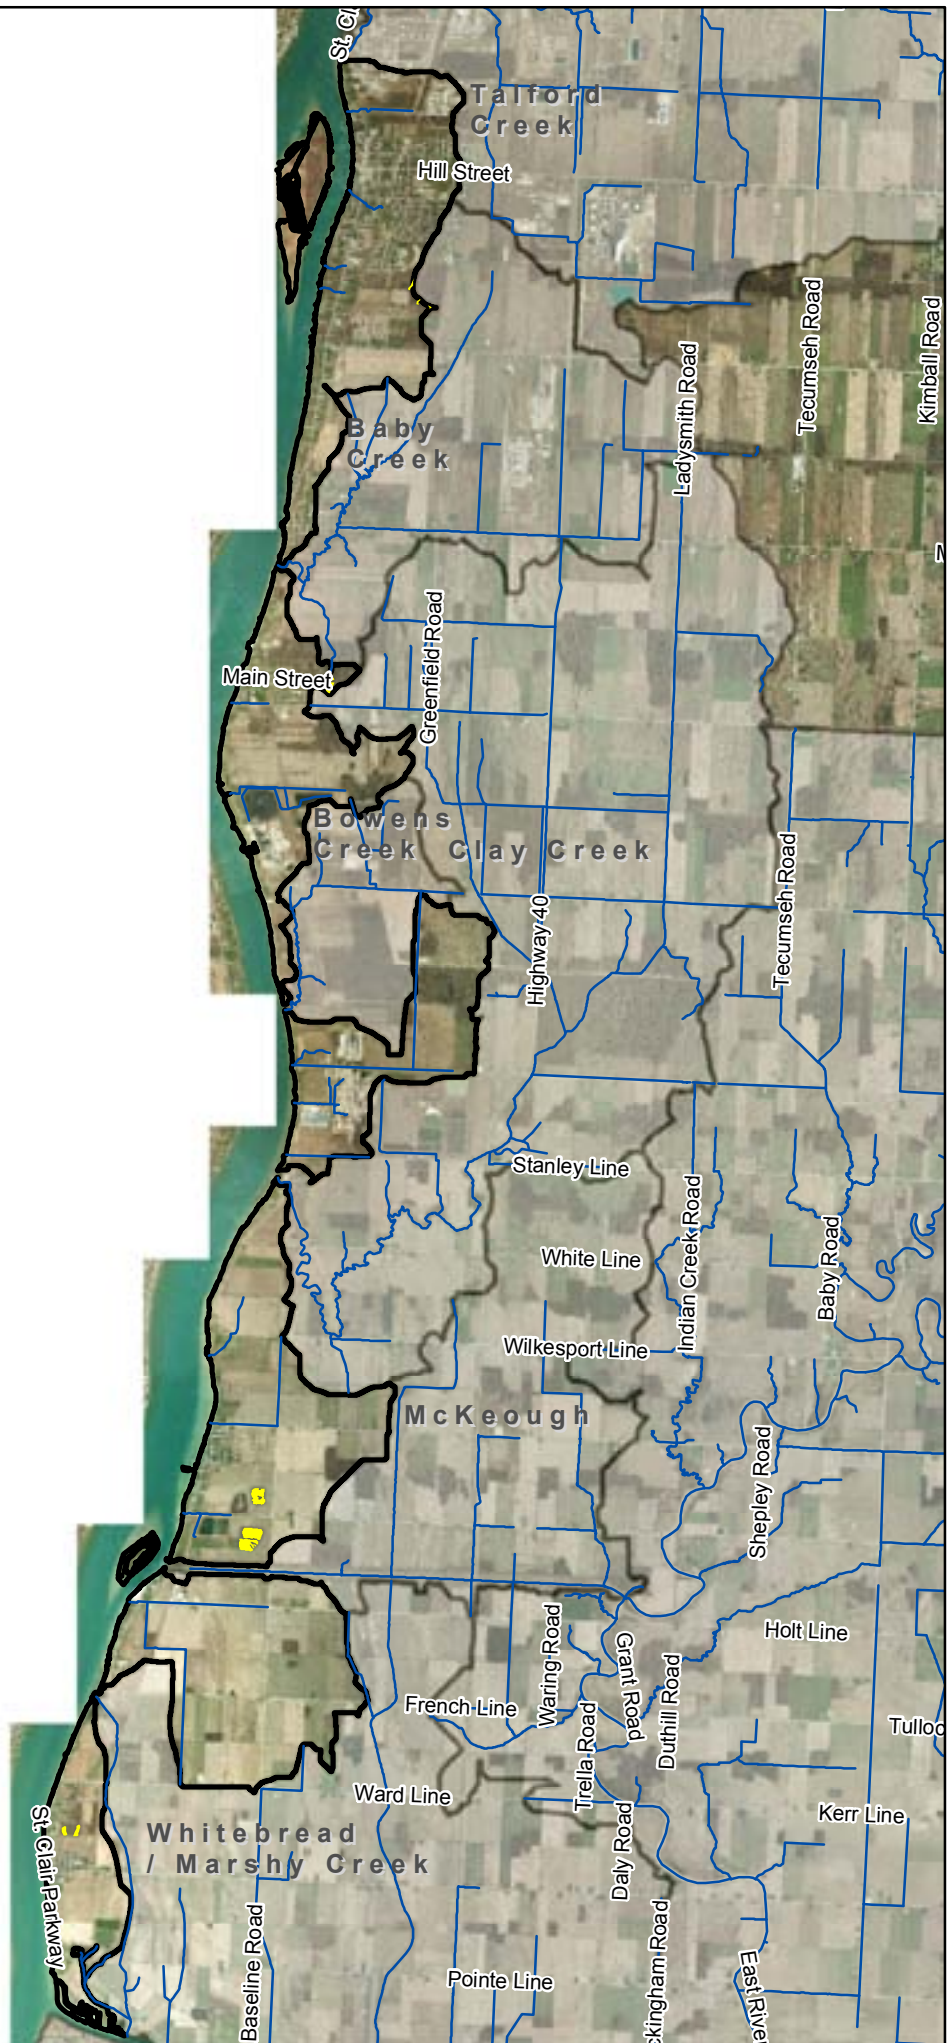 St. Cl
Talford
Creek
Hill Street
Tecumseh Road
Kimball Road
Ladysmith Road
Baby
Creek
Greenfield Road
Main Street
Bowens
Creek
Clay Creek
Tecumseh Road
Highway 40
Stanley Line
Indian Creek Road
Baby Road
White Line
Wilkesport Line
McKeough
Shepley Road
Waring Road
Grant Road
Holt Line
Duthill Road
French Line
Tirella Road
Tulloc
Ward Line
Kerr Line
St. Clair Parkway
Whitebread
/ Marshy Creek
Daly Road
Baseline Road
ckingham Road
East River
Pointe Line